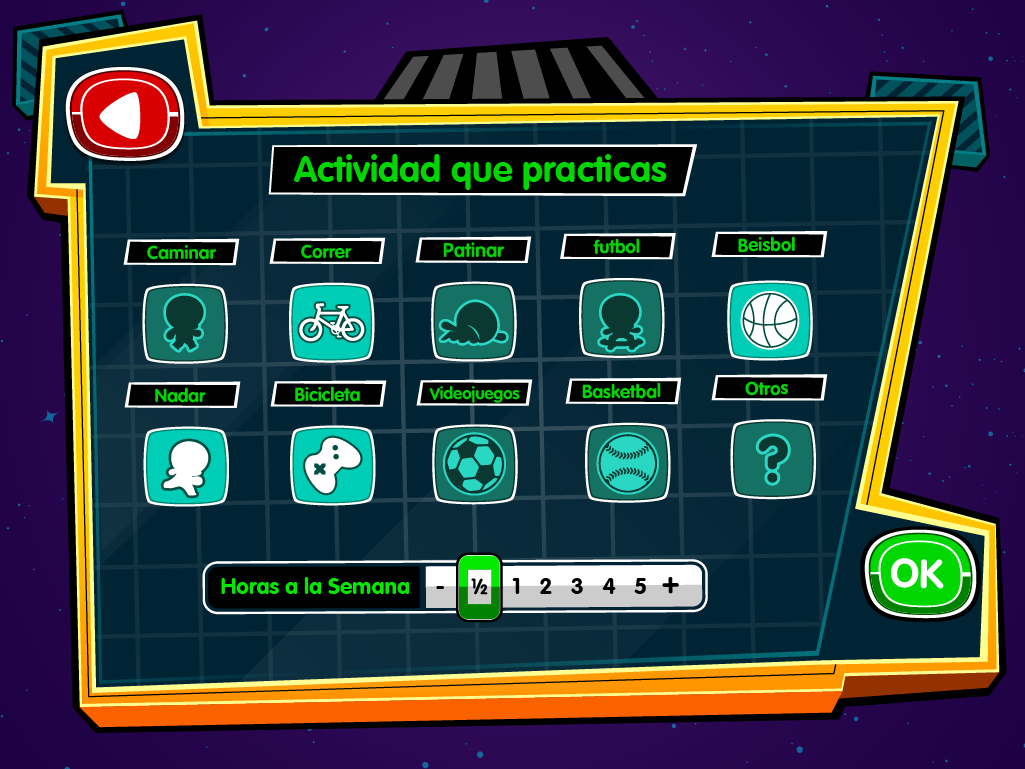 Actividad que practicas
Caminar
Correr
Patinar
futbol
Beisbol
Nadar
Bicicleta
Videojuegos
Basketbal
Otros
?
Horas a la Semana - ½ 1 2 3 4 5 +
OK